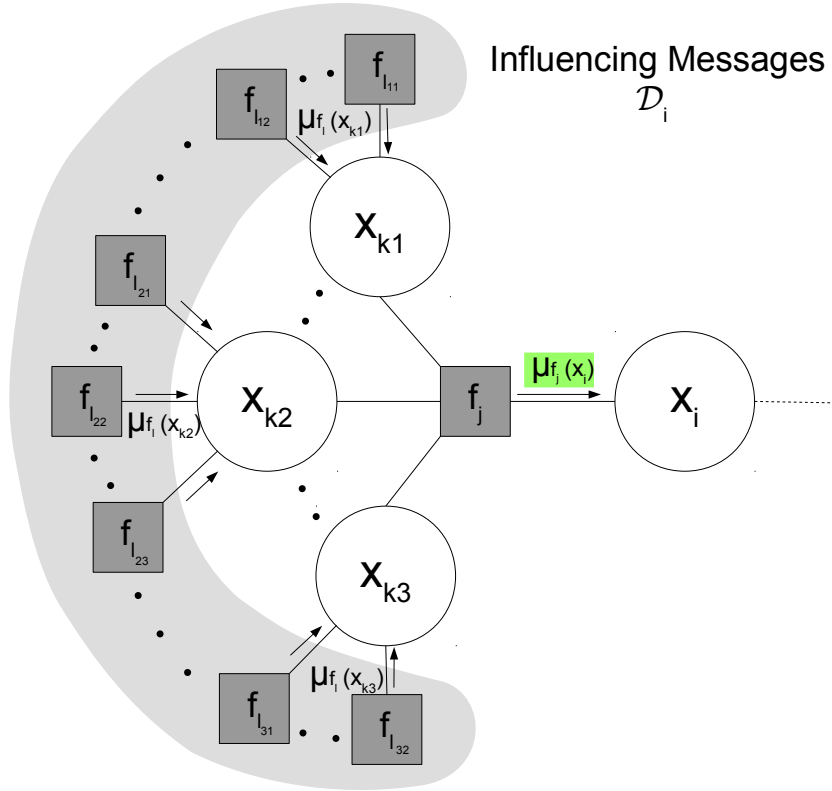 Influencing Messages
𝒟i
fl11
fl12
μfl(xk1)
xk1
fl21
fl22
μfl(xk2)
xk2
fj
μfj(xi)
xi
fl23
xk3
μfl(xk3)
fl31
fl32